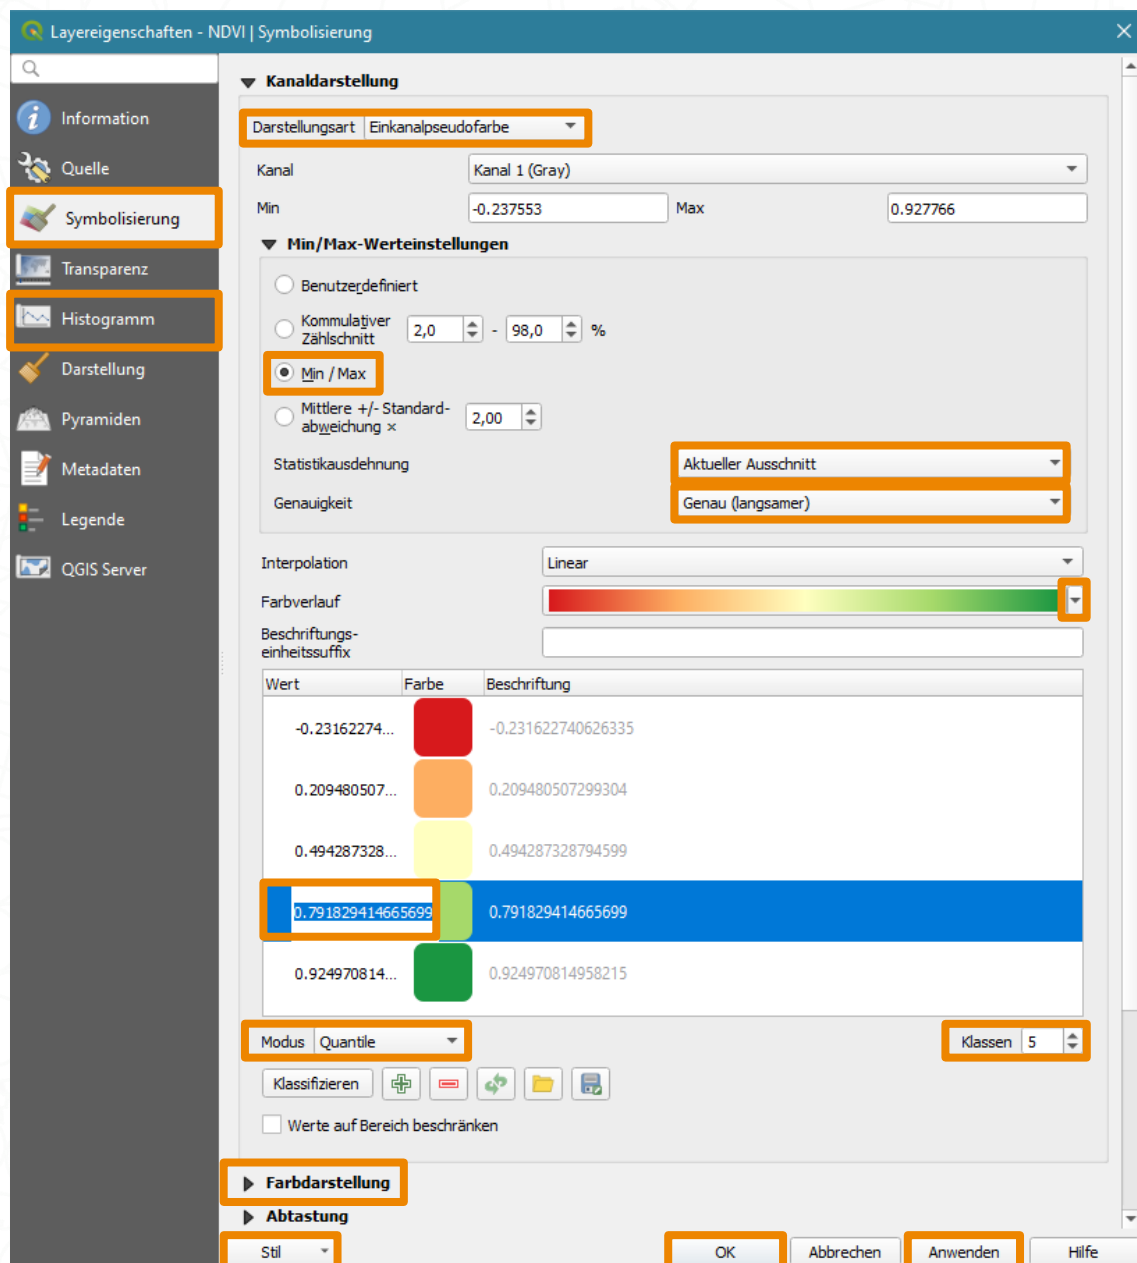 Layereigenschaften - NDVI | Symbolisierung
Information
Quelle
Symbolisierung
Transparenz
Histogramm
Darstellung
Pyramiden
Metadaten
Legende
QGIS Server
Kanaldarstellung
Darstellungsart Einkanalpseudofarbe
Kanal Kanal 1 (Gray)
Min -0.237553 Max 0.927766
Min/Max-Werteinstellungen
Benutzerdefiniert
Kommulativer
Zählschnitt 2,0 - 98,0 %
Min / Max
Mittlere +/- Standard-
abweichung × 2,00
Statistikausdehnung Aktueller Ausschnitt
Genauigkeit Genau (langsamer)
Interpolation Linear
Farbverlauf
Beschriftungs-
einheitssuffix
Wert Farbe Beschriftung
-0.23162274... -0.231622740626335
0.209480507... 0.209480507299304
0.494287328... 0.494287328794599
0.791829414665699 0.791829414665699
0.924970814... 0.924970814958215
Modus Quantile Klassen 5
Klassifizieren
Werte auf Bereich beschränken
Farbdarstellung
Abtastung
Stil OK Abbrechen Anwenden Hilfe